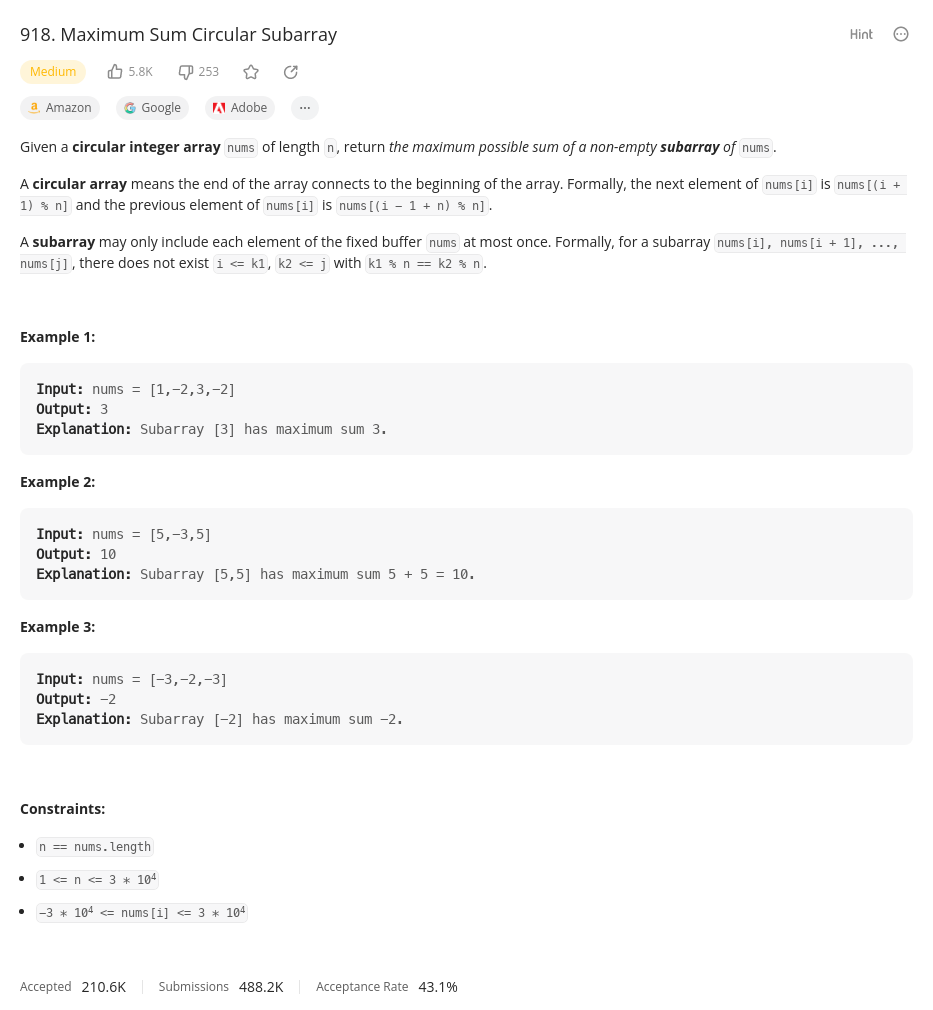 918. Maximum Sum Circular Subarray
Hint
Medium
5.8K
253
Amazon
Google
Adobe
...
Given a circular integer array nums of length n, return the maximum possible sum of a non-empty subarray of nums.
A circular array means the end of the array connects to the beginning of the array. Formally, the next element of nums[i] is nums[(i +
1) % n] and the previous element of nums[i] is nums[(i - 1 + n) % n].
A subarray may only include each element of the fixed buffer nums at most once. Formally, for a subarray nums[i], nums[i + 1], ...,
nums[j], there does not exist i <= k1, k2 <= j with k1 % n == k2 % n.
Example 1:
Input: nums = [1,-2,3,-2]
Output: 3
Explanation: Subarray [3] has maximum sum 3.
Example 2:
Input: nums = [5,-3,5]
Output: 10
Explanation: Subarray [5,5] has maximum sum 5 + 5 = 10.
Example 3:
Input: nums = [-3,-2,-3]
Output: -2
Explanation: Subarray [-2] has maximum sum -2.
Constraints:
• n == nums.length
• 1 <= n <= 3 * 10⁴
• -3 * 10⁴ <= nums[i] <= 3 * 10⁴
Accepted 210.6K Submissions 488.2K Acceptance Rate 43.1%